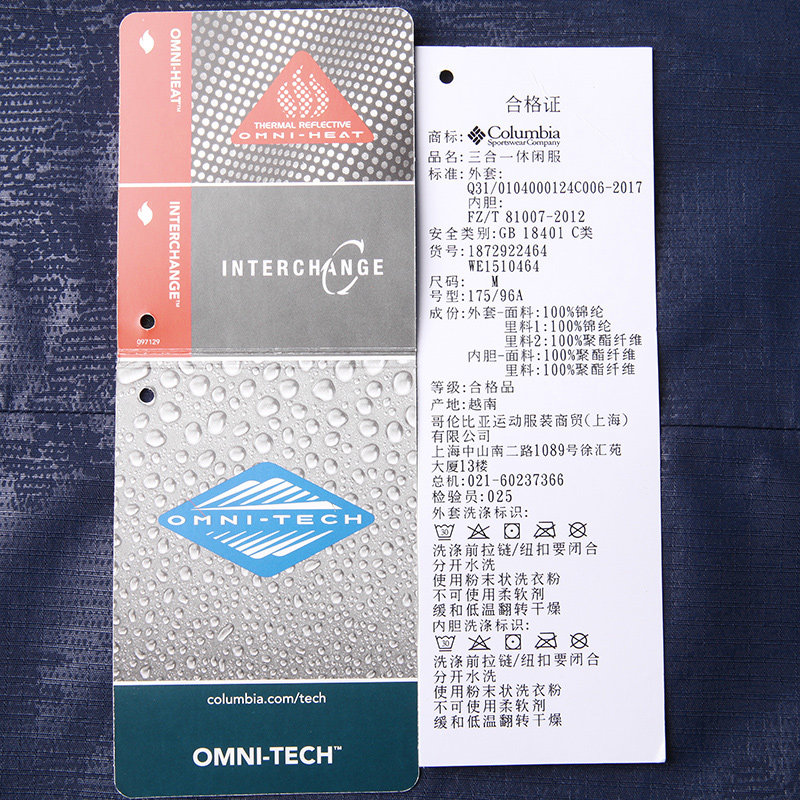 OMNI-HEAT™
THERMAL REFLECTIVE
OMNI-HEAT
INTERCHANGE™
INTERCHANGE
097129
OMNI-TECH
columbia.com/tech
OMNI-TECH™
合格证
商标: Columbia
Sportswear Company
品名:三合一休闲服
标准:外套:
Q31/0104000124C006-2017
内胆:
FZ/T 81007-2012
安全类别:GB 18401 C类
货号:1872922464
WE1510464
尺码: M
号型:175/96A
成份:外套-面料:100%锦纶
里料1:100%锦纶
里料2:100%聚酯纤维
内胆-面料:100%聚酯纤维
里料:100%聚酯纤维
等级:合格品
产地:越南
哥伦比亚运动服装商贸(上海)
有限公司
上海中山南二路1089号徐汇苑
大厦13楼
总机:021-60237366
检验员:025
外套洗涤标识:
30
洗涤前拉链/纽扣要闭合
分开水洗
使用粉末状洗衣粉
不可使用柔软剂
缓和低温翻转干燥
内胆洗涤标识:
30
洗涤前拉链/纽扣要闭合
分开水洗
使用粉末状洗衣粉
不可使用柔软剂
缓和低温翻转干燥